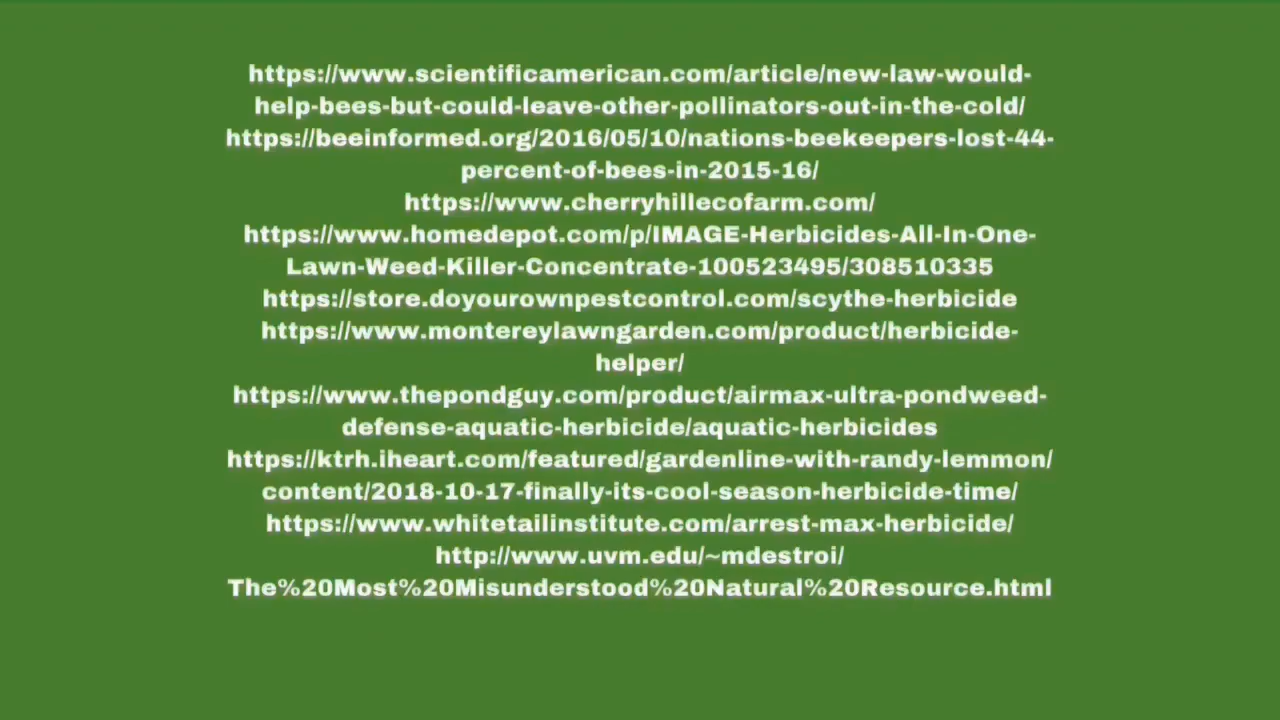 https://www.scientificamerican.com/article/new-law-would-
help-bees-but-could-leave-other-pollinators-out-in-the-cold/
https://beeinformed.org/2016/05/10/nations-beekeepers-lost-44-
percent-of-bees-in-2015-16/
https://www.cherryhillecofarm.com/
https://www.homedepot.com/p/IMAGE-Herbicides-All-In-One-
Lawn-Weed-Killer-Concentrate-100523495/308510335
https://store.doyourownpestcontrol.com/scythe-herbicide
https://www.montereylawngarden.com/product/herbicide-
helper/
https://www.thepondguy.com/product/airmax-ultra-pondweed-
defense-aquatic-herbicide/aquatic-herbicides
https://ktrh.iheart.com/featured/gardenline-with-randy-lemmon/
content/2018-10-17-finally-its-cool-season-herbicide-time/
https://www.whitetailinstitute.com/arrest-max-herbicide/
http://www.uvm.edu/~mdestroi/
The%20Most%20Misunderstood%20Natural%20Resource.html